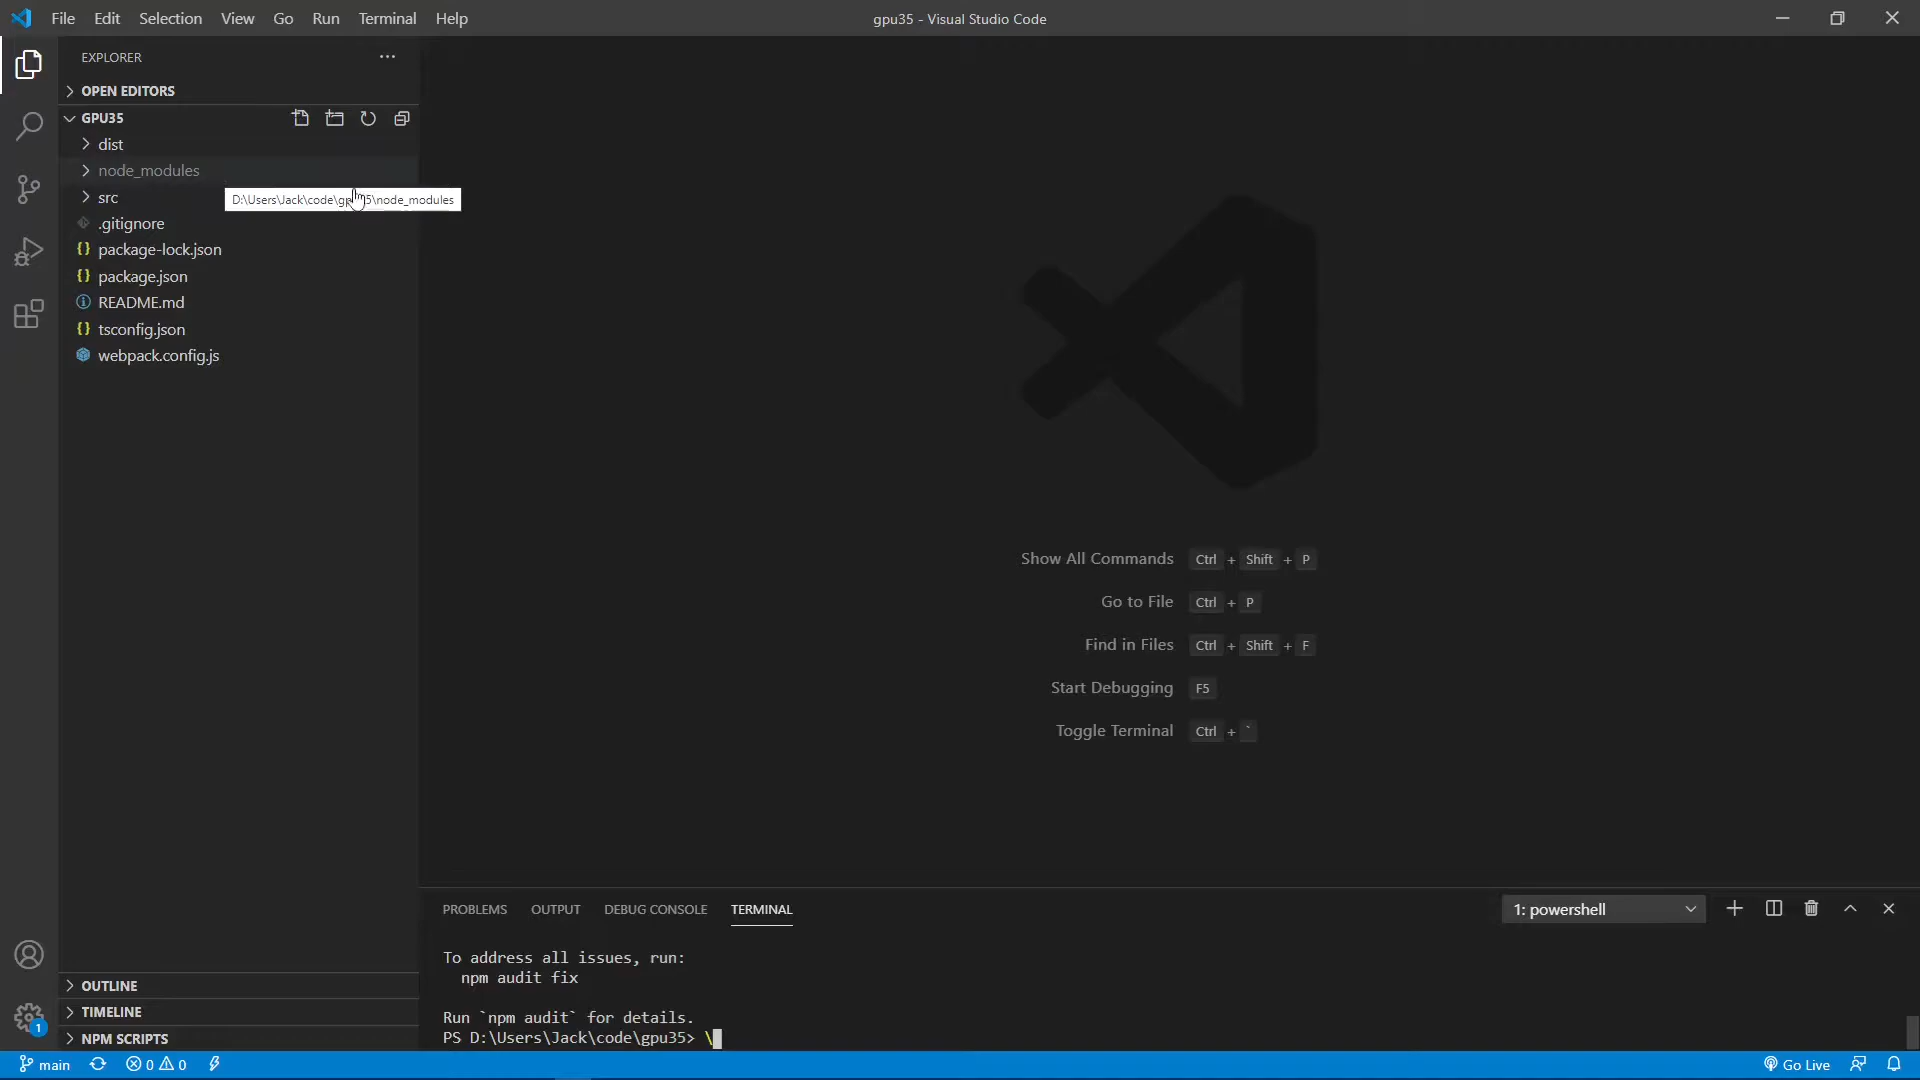 File Edit Selection View Go Run Terminal Help
gpu35 - Visual Studio Code
EXPLORER
OPEN EDITORS
GPU35
dist
node_modules
src
D:\Users\Jack\code\gpu35\node_modules
.gitignore
package-lock.json
package.json
README.md
tsconfig.json
webpack.config.js
Show All Commands Ctrl + Shift + P
Go to File Ctrl + P
Find in Files Ctrl + Shift + F
Start Debugging F5
Toggle Terminal Ctrl + `
PROBLEMS OUTPUT DEBUG CONSOLE TERMINAL
1: powershell
To address all issues, run:
npm audit fix
Run `npm audit` for details.
PS D:\Users\Jack\code\gpu35> \
OUTLINE
TIMELINE
NPM SCRIPTS
1
main 0 0
Go Live